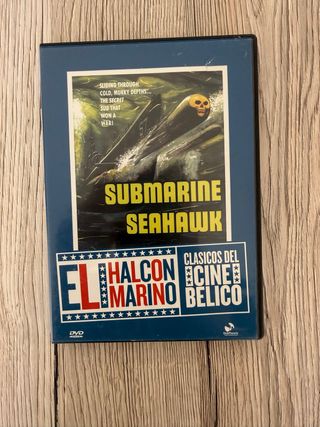 SLIDING THROUGH
COLD, MURKY DEPTHS...
THE SECRET
SUB THAT
WON A
WAR!
SUBMARINE
SEAHAWK
EL HALCON
MARINO
CLASICOS DEL
CINE
BELICO
DVD